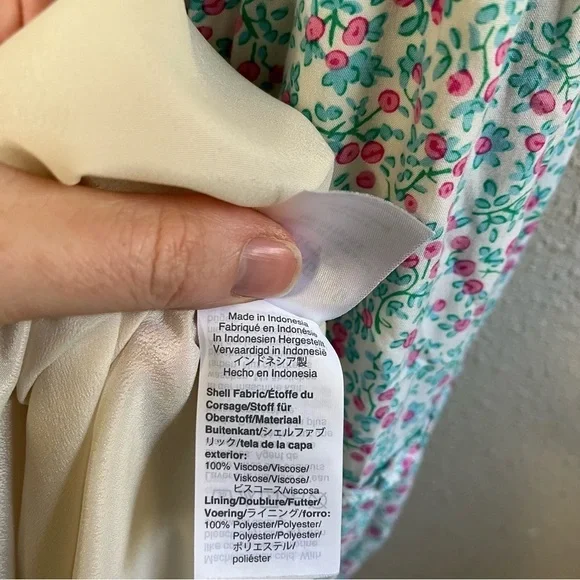 Made in Indonesia
Fabriqué en Indonésie
In Indonesien Hergestellt
Vervaardigd in Indonesië
インドネシア製
Hecho en Indonesia
Shell Fabric/Étoffe du
Corsage/Stoff für
Oberstoff/Materiaal
Buitenkant/シェルファブ
リック/tela de la capa
exterior:
100% Viscose/Viscose/
Viskose/Viscose/
ビスコース/viscosa
Lining/Doublure/Futter/
Voering/ライニング/forro:
100% Polyester/Polyester/
Polyester/Polyester/
ポリエステル/
poliéster